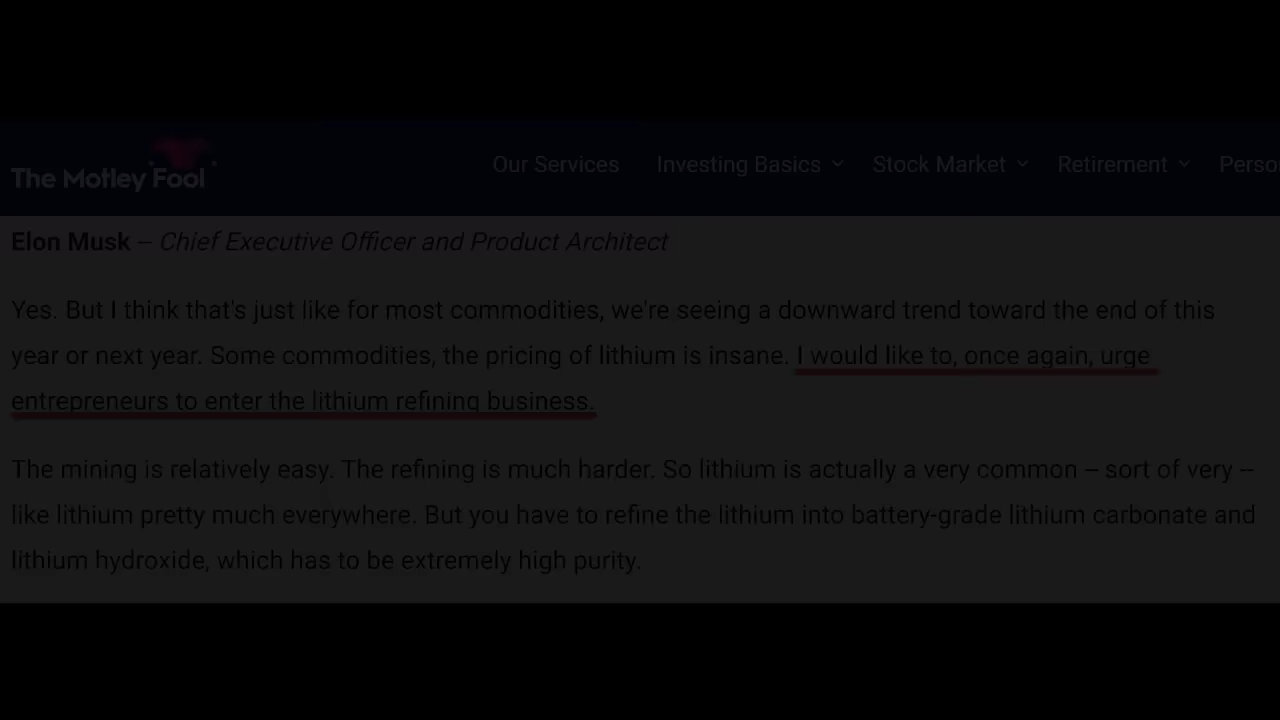 The Motley Fool
Our Services Investing Basics Stock Market Retirement Perso
Elon Musk – Chief Executive Officer and Product Architect
Yes. But I think that's just like for most commodities, we're seeing a downward trend toward the end of this
year or next year. Some commodities, the pricing of lithium is insane. I would like to, once again, urge
entrepreneurs to enter the lithium refining business.
The mining is relatively easy. The refining is much harder. So lithium is actually a very common – sort of very --
like lithium pretty much everywhere. But you have to refine the lithium into battery-grade lithium carbonate and
lithium hydroxide, which has to be extremely high purity.